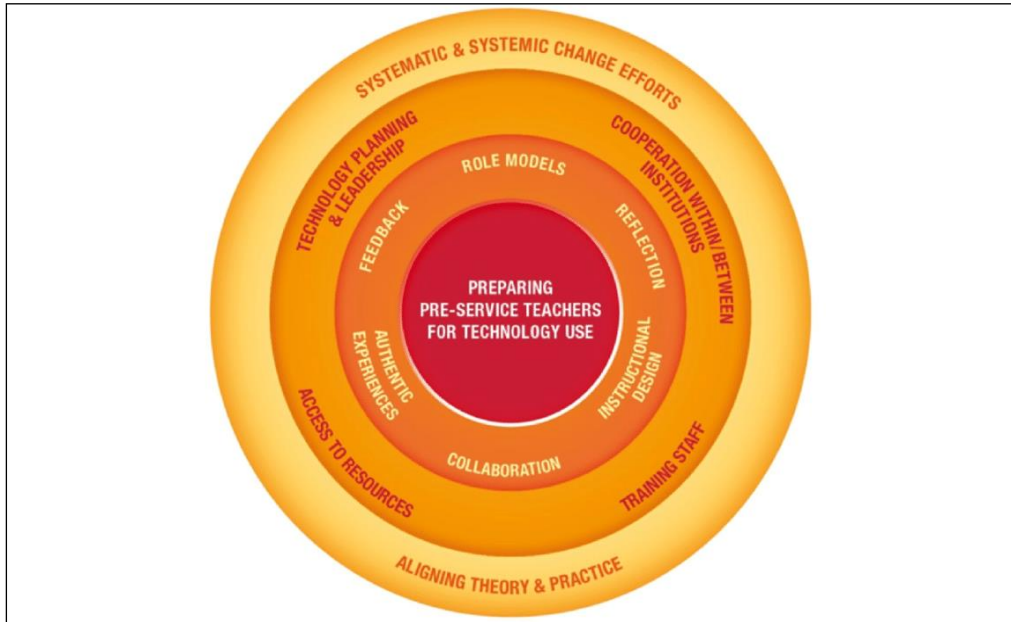 SYSTEMATIC & SYSTEMIC CHANGE EFFORTS
TECHNOLOGY PLANNING
& LEADERSHIP
COOPERATION WITHIN/BETWEEN
INSTITUTIONS
ROLE MODELS
FEEDBACK
REFLECTION
PREPARING
PRE-SERVICE TEACHERS
FOR TECHNOLOGY USE
AUTHENTIC
EXPERIENCES
INSTRUCTIONAL
DESIGN
COLLABORATION
ACCESS TO RESOURCES
TRAINING STAFF
ALIGNING THEORY & PRACTICE